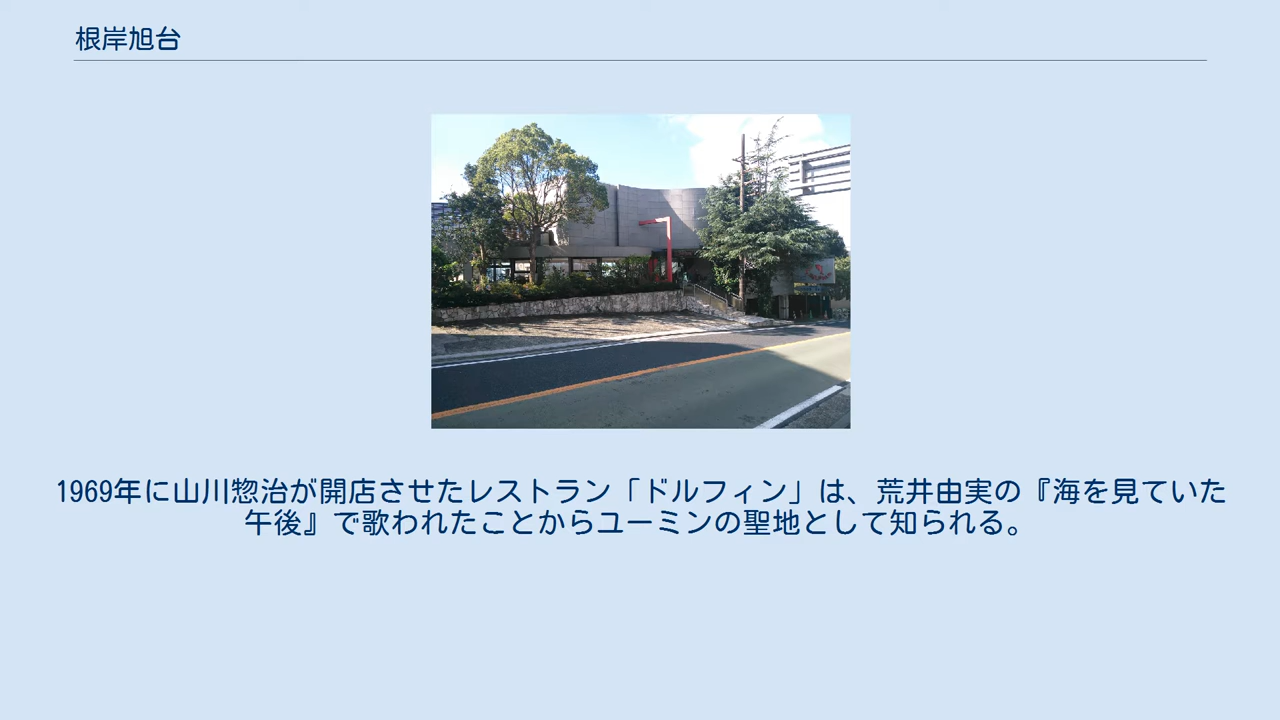 根岸旭台
1969年に山川惣治が開店させたレストラン「ドルフィン」は、荒井由実の『海を見ていた
午後』で歌われたことからユーミンの聖地として知られる。